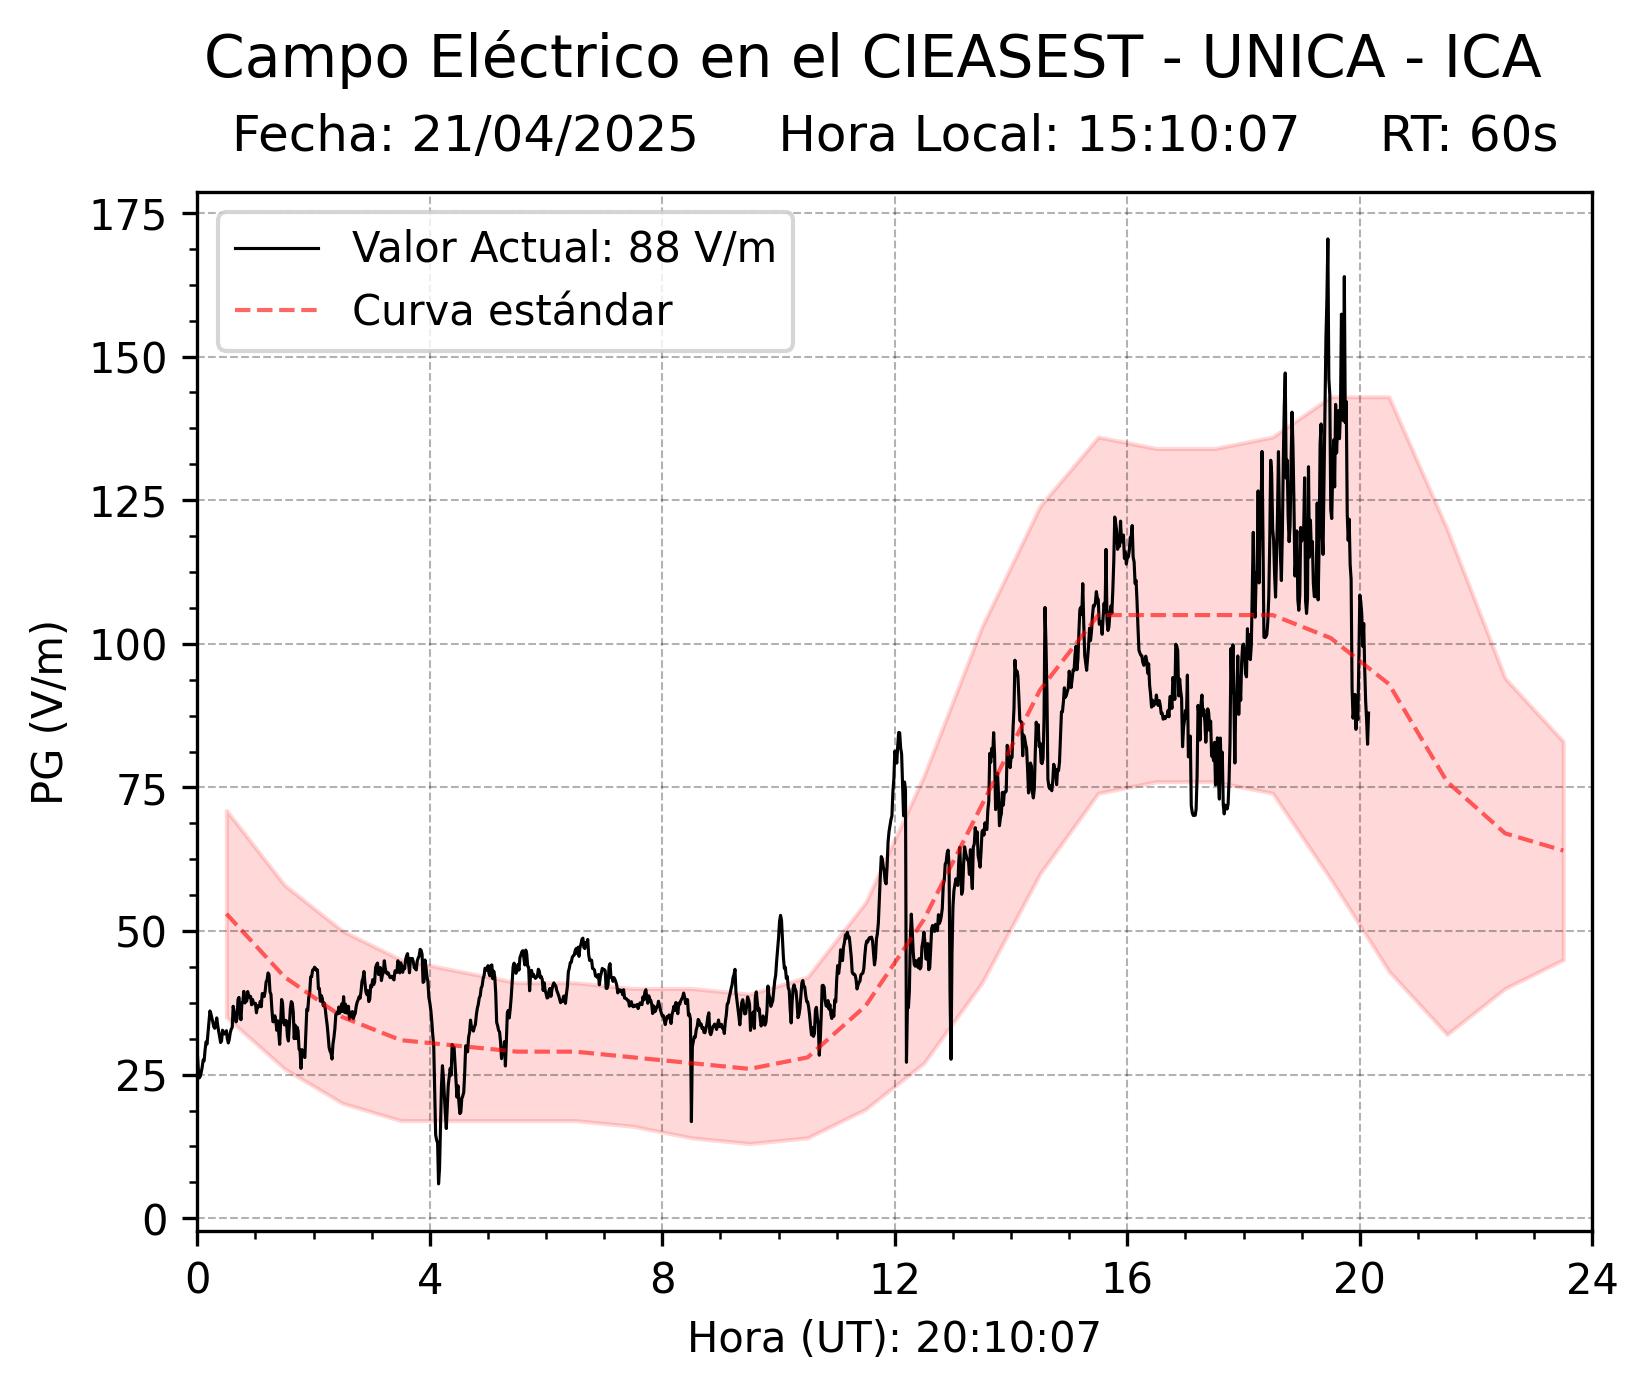 Campo Eléctrico en el CIEASEST - UNICA - ICA
Fecha: 21/04/2025 Hora Local: 15:10:07 RT: 60s
175
150
125
100
75
50
25
0
PG (V/m)
Valor Actual: 88 V/m
Curva estándar
0 4 8 12 16 20 24
Hora (UT): 20:10:07